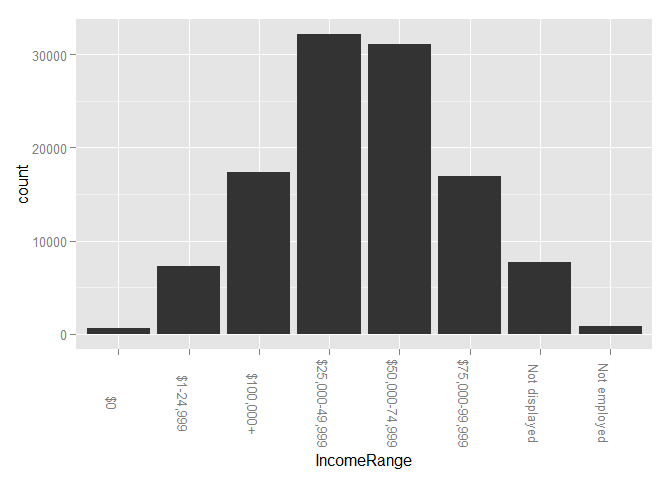 count
30000
20000
10000
0
$0
$1-24,999
$100,000+
$25,000-49,999
$50,000-74,999
$75,000-99,999
Not displayed
Not employed
IncomeRange